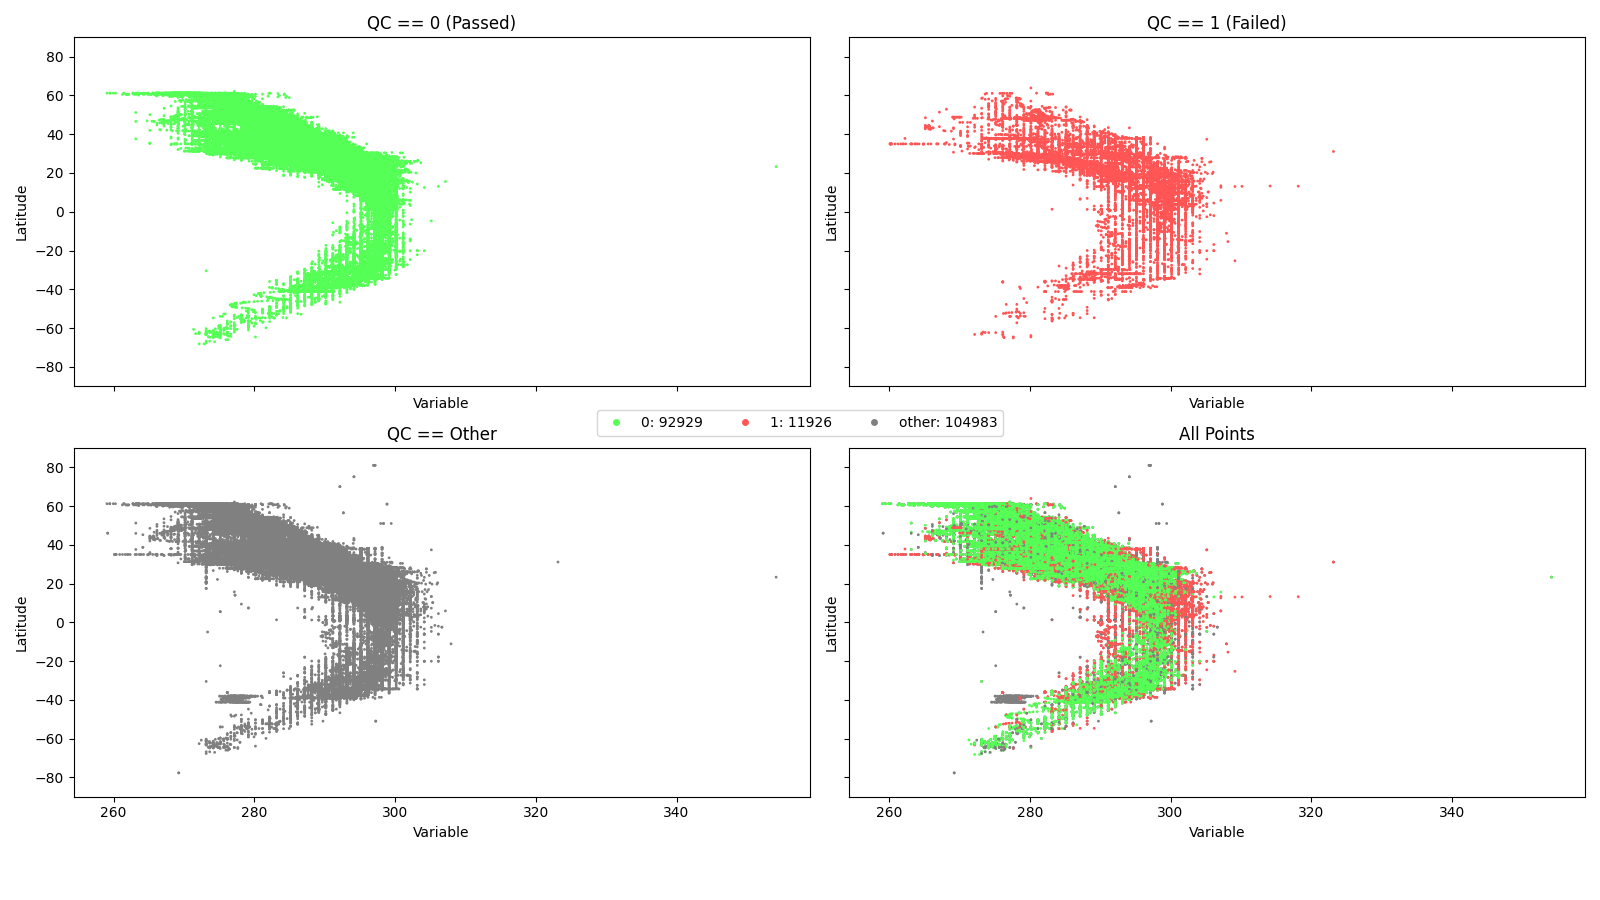 QC == 0 (Passed)
QC == 1 (Failed)
80
60
40
20
0
−20
−40
−60
−80
Latitude
Latitude
Variable
Variable
0: 92929 1: 11926 other: 104983
QC == Other
All Points
80
60
40
20
0
−20
−40
−60
−80
Latitude
Latitude
260 280 300 320 340
260 280 300 320 340
Variable
Variable